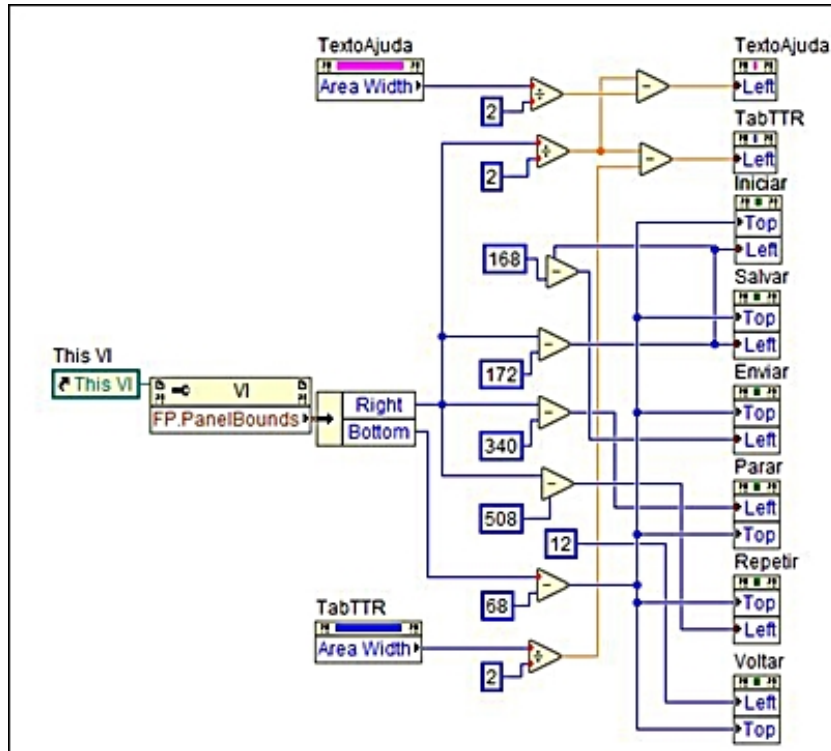 TextoAjuda
Area Width
2
÷
-
TextoAjuda
Left
2
÷
-
TabTTR
Left
Iniciar
Top
Left
168
-
Salvar
Top
Left
172
-
This VI
This VI
VI
FP.PanelBounds
Right
Bottom
Enviar
Top
Left
340
-
Parar
Left
Top
508
-
12
Repetir
Top
Left
68
-
TabTTR
Area Width
2
÷
Voltar
Left
Top